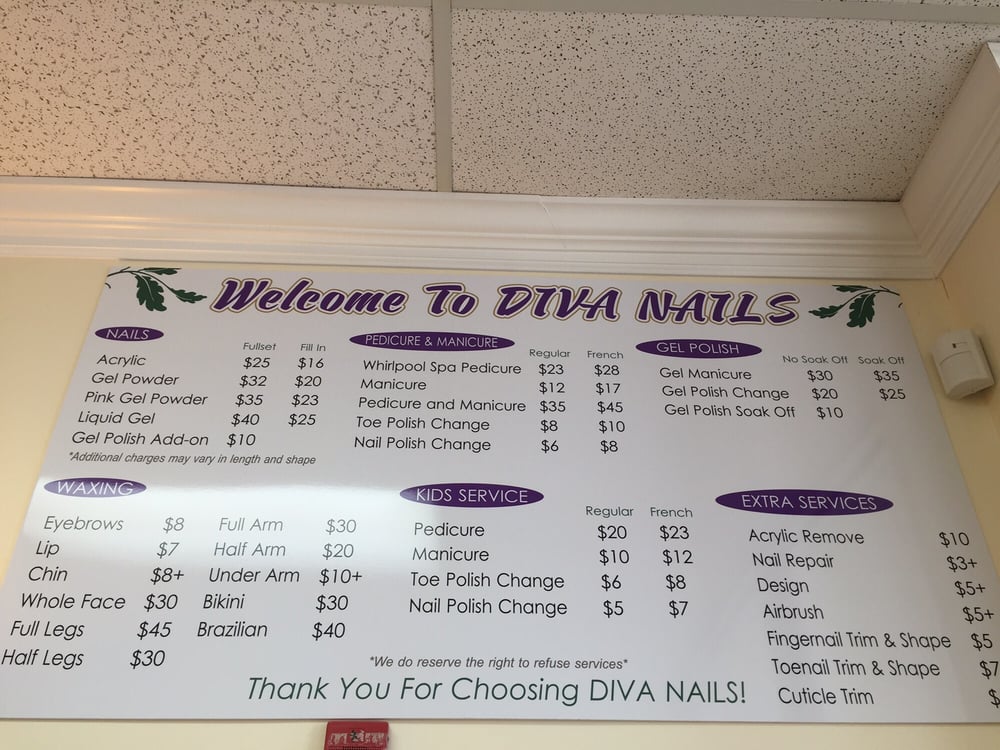 Welcome To DIVA NAILS
NAILS
Fullset Fill In
Acrylic $25 $16
Gel Powder $32 $20
Pink Gel Powder $35 $23
Liquid Gel $40 $25
Gel Polish Add-on $10
*Additional charges may vary in length and shape
PEDICURE & MANICURE
Regular French
Whirlpool Spa Pedicure $23 $28
Manicure $12 $17
Pedicure and Manicure $35 $45
Toe Polish Change $8 $10
Nail Polish Change $6 $8
GEL POLISH
No Soak Off Soak Off
Gel Manicure $30 $35
Gel Polish Change $20 $25
Gel Polish Soak Off $10
WAXING
Eyebrows $8 Full Arm $30
Lip $7 Half Arm $20
Chin $8+ Under Arm $10+
Whole Face $30 Bikini $30
Full Legs $45 Brazilian $40
Half Legs $30
KIDS SERVICE
Regular French
Pedicure $20 $23
Manicure $10 $12
Toe Polish Change $6 $8
Nail Polish Change $5 $7
EXTRA SERVICES
Acrylic Remove $10
Nail Repair $3+
Design $5+
Airbrush $5+
Fingernail Trim & Shape $5
Toenail Trim & Shape $7
Cuticle Trim $
*We do reserve the right to refuse services*
Thank You For Choosing DIVA NAILS!